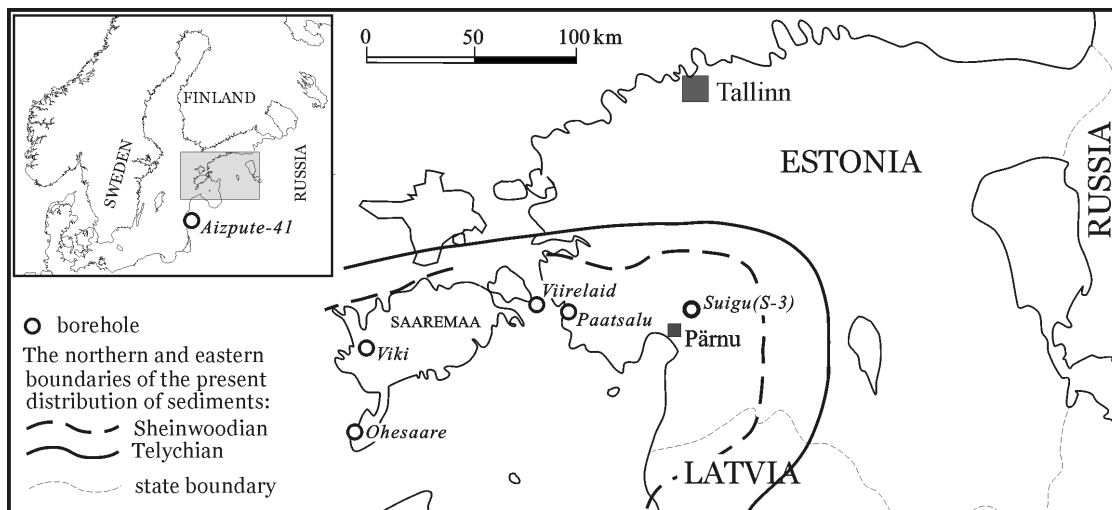 FINLAND
SWEDEN
RUSSIA
Aizpute-41
0 50 100 km
Tallinn
ESTONIA
RUSSIA
Viirelaid
SAAREMAA
Paatsalu
Suigu(S-3)
Pärnu
Viki
Ohesaare
LATVIA
borehole
The northern and eastern
boundaries of the present
distribution of sediments:
Sheinwoodian
Telychian
state boundary